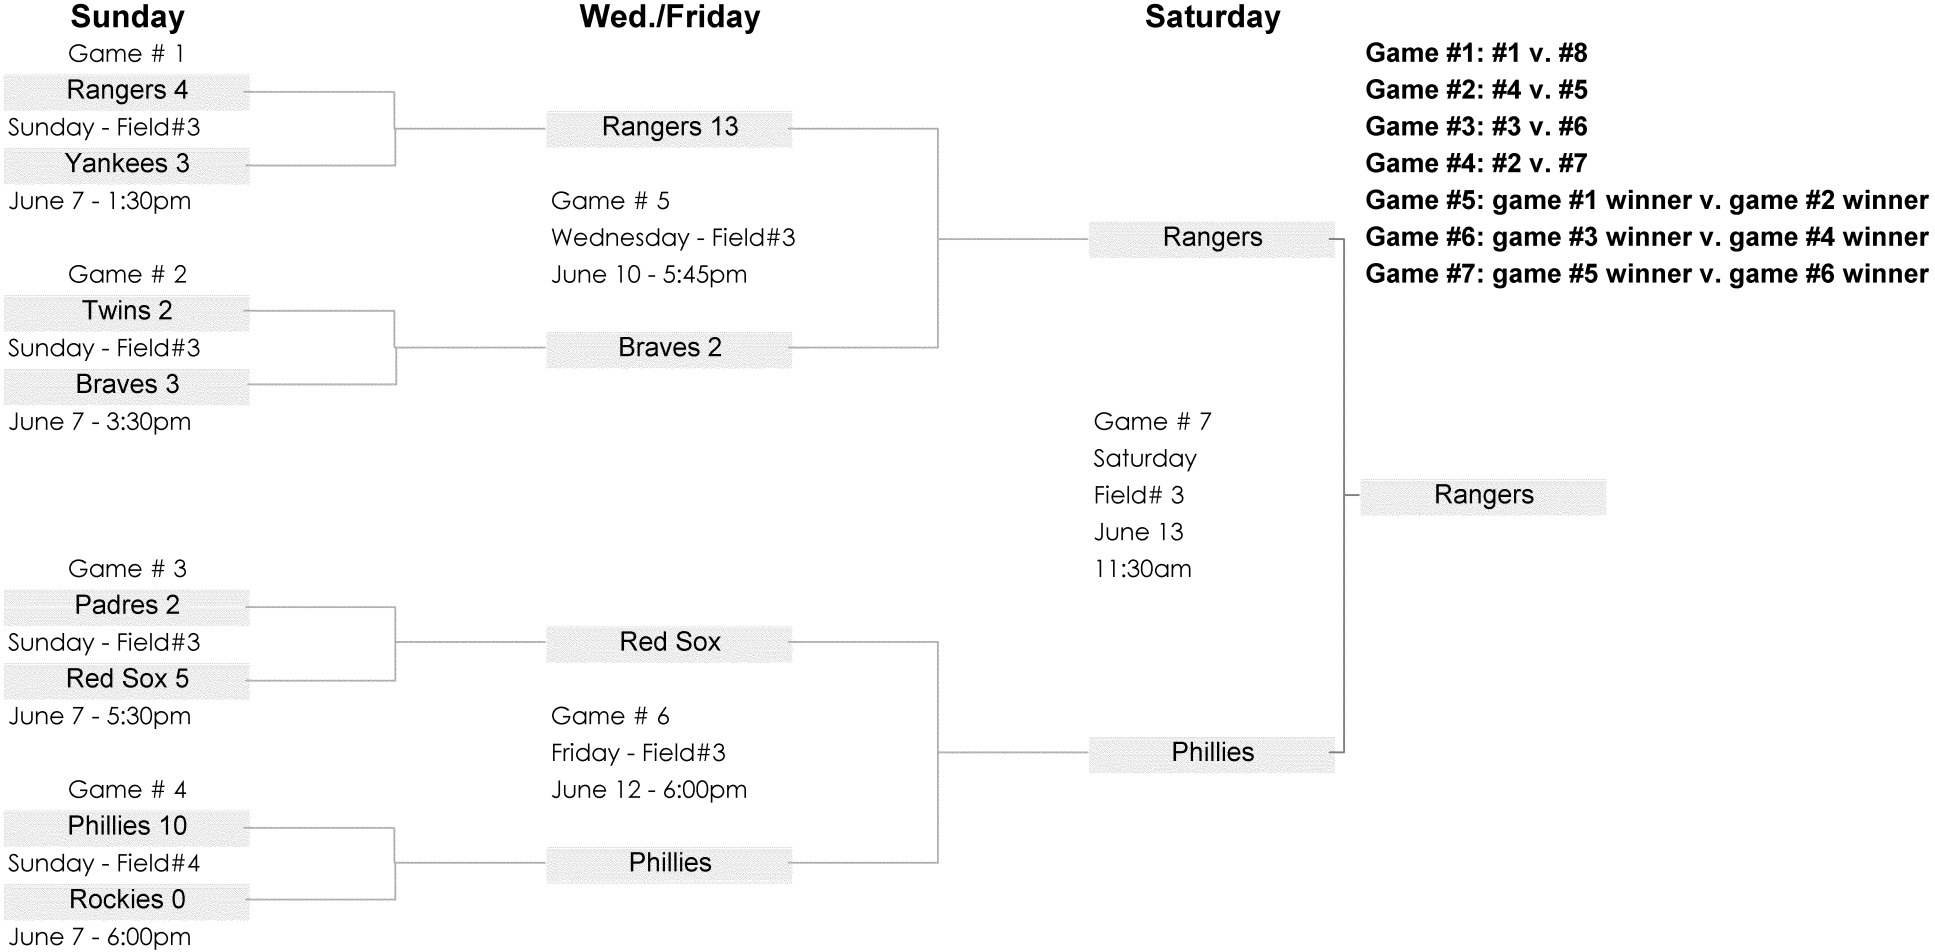 Sunday
Game # 1
Rangers 4
Sunday - Field#3
Yankees 3
June 7 - 1:30pm
Game # 2
Twins 2
Sunday - Field#3
Braves 3
June 7 - 3:30pm
Game # 3
Padres 2
Sunday - Field#3
Red Sox 5
June 7 - 5:30pm
Game # 4
Phillies 10
Sunday - Field#4
Rockies 0
June 7 - 6:00pm
Wed./Friday
Rangers 13
Game # 5
Wednesday - Field#3
June 10 - 5:45pm
Braves 2
Red Sox
Game # 6
Friday - Field#3
June 12 - 6:00pm
Phillies
Saturday
Rangers
Game # 7
Saturday
Field# 3
June 13
11:30am
Phillies
Game #1: #1 v. #8
Game #2: #4 v. #5
Game #3: #3 v. #6
Game #4: #2 v. #7
Game #5: game #1 winner v. game #2 winner
Game #6: game #3 winner v. game #4 winner
Game #7: game #5 winner v. game #6 winner
Rangers